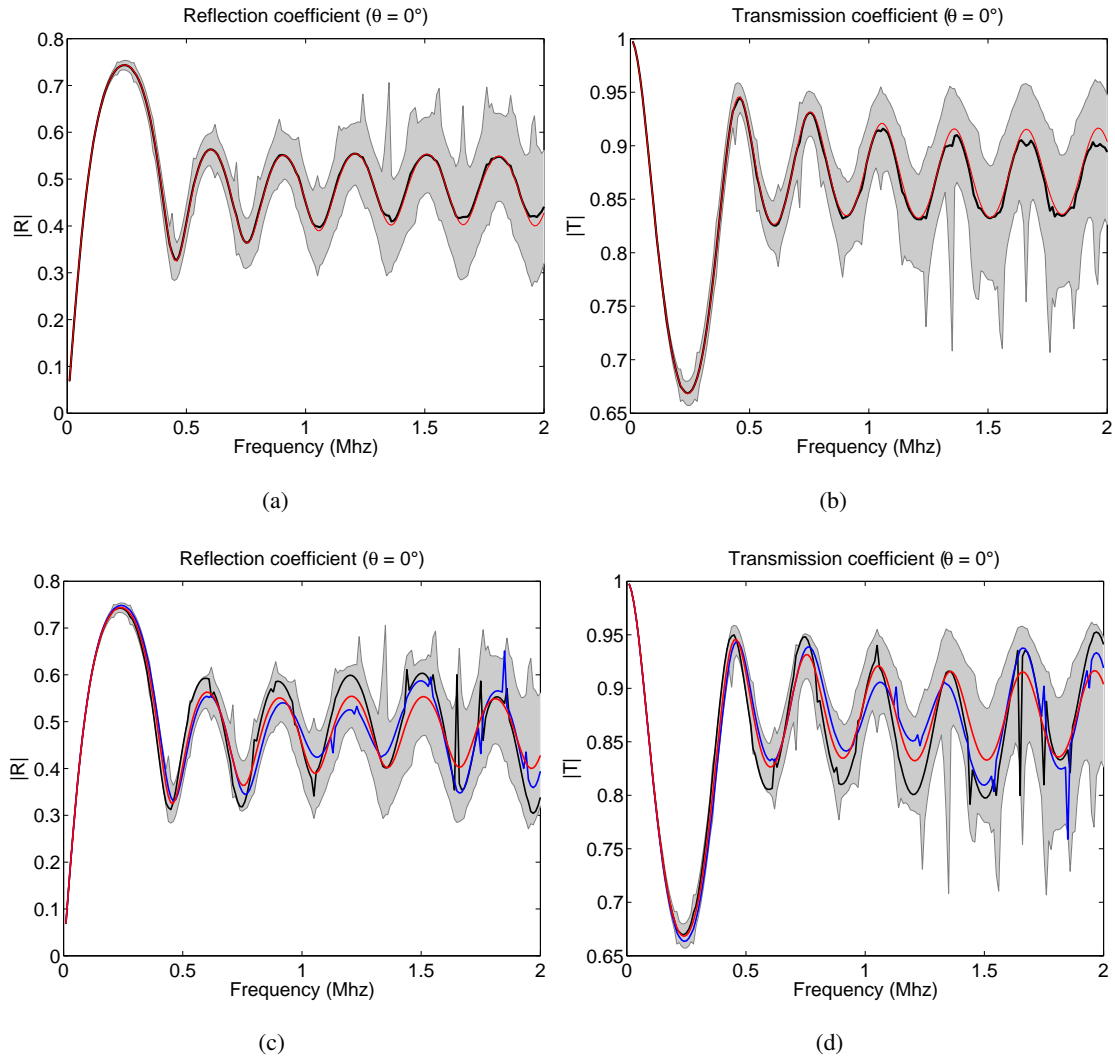 Reflection coefficient (θ = 0°)
0.8
0.7
0.6
0.5
0.4
0.3
0.2
0.1
0
|R|
0 0.5 1 1.5 2
Frequency (Mhz)
(a)
Transmission coefficient (θ = 0°)
1
0.95
0.9
0.85
0.8
0.75
0.7
0.65
|T|
0 0.5 1 1.5 2
Frequency (Mhz)
(b)
Reflection coefficient (θ = 0°)
0.8
0.7
0.6
0.5
0.4
0.3
0.2
0.1
0
|R|
0 0.5 1 1.5 2
Frequency (Mhz)
(c)
Transmission coefficient (θ = 0°)
1
0.95
0.9
0.85
0.8
0.75
0.7
0.65
|T|
0 0.5 1 1.5 2
Frequency (Mhz)
(d)